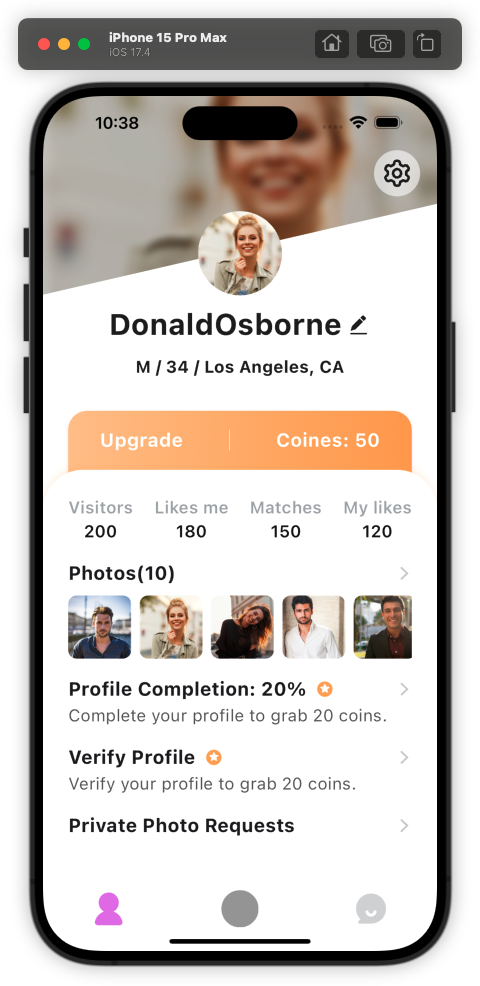 iPhone 15 Pro Max
iOS 17.4
10:38
DonaldOsborne
M / 34 / Los Angeles, CA
Upgrade Coines: 50
Visitors Likes me Matches My likes
200 180 150 120
Photos(10)
Profile Completion: 20%
Complete your profile to grab 20 coins.
Verify Profile
Verify your profile to grab 20 coins.
Private Photo Requests